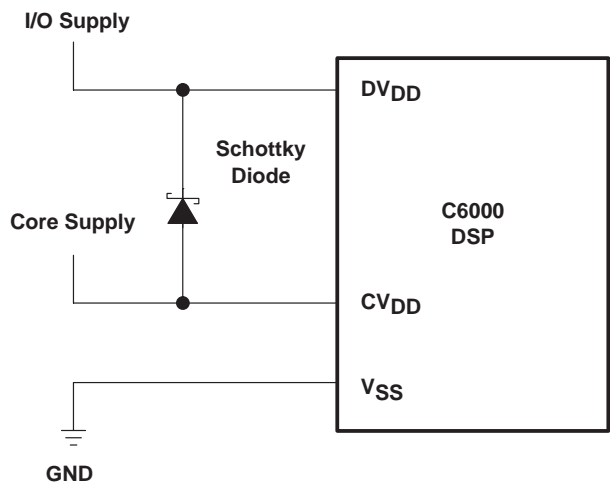 I/O Supply
DVDD
Schottky
Diode
C6000
DSP
Core Supply
CVDD
VSS
GND